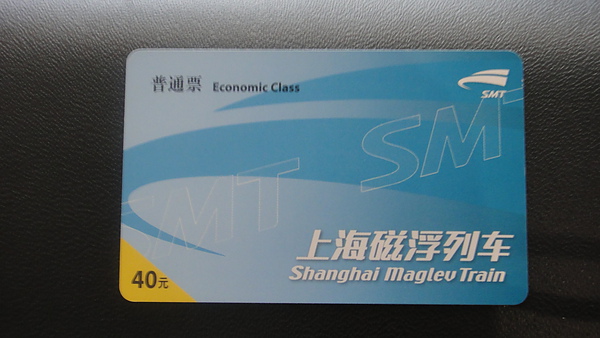 普通票 Economic Class
SMT
SMT
SMT
上海磁浮列车
Shanghai Maglev Train
40元